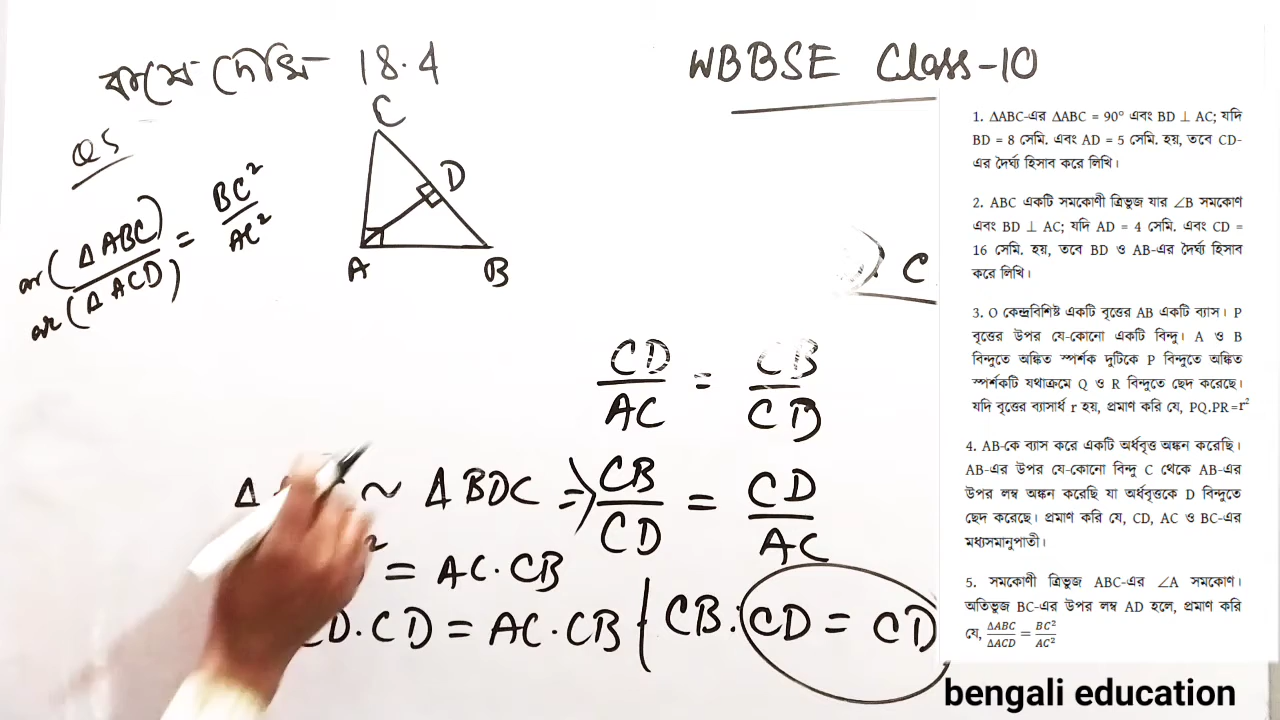 কষে দেখি- 18.4
WBBSE Class-10
Q5
C
D
A
B
ar(ΔABC)/ar(ΔACD) = BC²/AC²
C
CD/AC = CB/CD
Δ ~ ΔBDC ⇒ CB/CD = CD/AC
² = AC·CB
CD·CD = AC·CB
CB:CD = CD
1. ΔABC-এর ΔABC = 90° এবং BD ⊥ AC; যদি
BD = 8 সেমি. এবং AD = 5 সেমি. হয়, তবে CD-
এর দৈর্ঘ্য হিসাব করে লিখি।
2. ABC একটি সমকোণী ত্রিভুজ যার ∠B সমকোণ
এবং BD ⊥ AC; যদি AD = 4 সেমি. এবং CD =
16 সেমি. হয়, তবে BD ও AB-এর দৈর্ঘ্য হিসাব
করে লিখি।
3. O কেন্দ্রবিশিষ্ট একটি বৃত্তের AB একটি ব্যাস। P
বৃত্তের উপর যে-কোনো একটি বিন্দু। A ও B
বিন্দুতে অঙ্কিত স্পর্শক দুটিকে P বিন্দুতে অঙ্কিত
স্পর্শকটি যথাক্রমে Q ও R বিন্দুতে ছেদ করেছে।
যদি বৃত্তের ব্যাসার্ধ r হয়, প্রমাণ করি যে, PQ.PR=r²
4. AB-কে ব্যাস করে একটি অর্ধবৃত্ত অঙ্কন করেছি।
AB-এর উপর যে-কোনো বিন্দু C থেকে AB-এর
উপর লম্ব অঙ্কন করেছি যা অর্ধবৃত্তকে D বিন্দুতে
ছেদ করেছে। প্রমাণ করি যে, CD, AC ও BC-এর
মধ্যসমানুপাতী।
5. সমকোণী ত্রিভুজ ABC-এর ∠A সমকোণ।
অতিভুজ BC-এর উপর লম্ব AD হলে, প্রমাণ করি
যে, ΔABC/ΔACD = BC²/AC²
bengali education